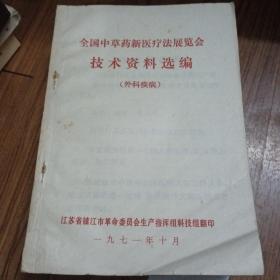 全国中草药新医疗法展览会
技术资料选编
（外科疾病）
江苏省镇江市革命委员会生产指挥组科技组翻印
一九七一年十月